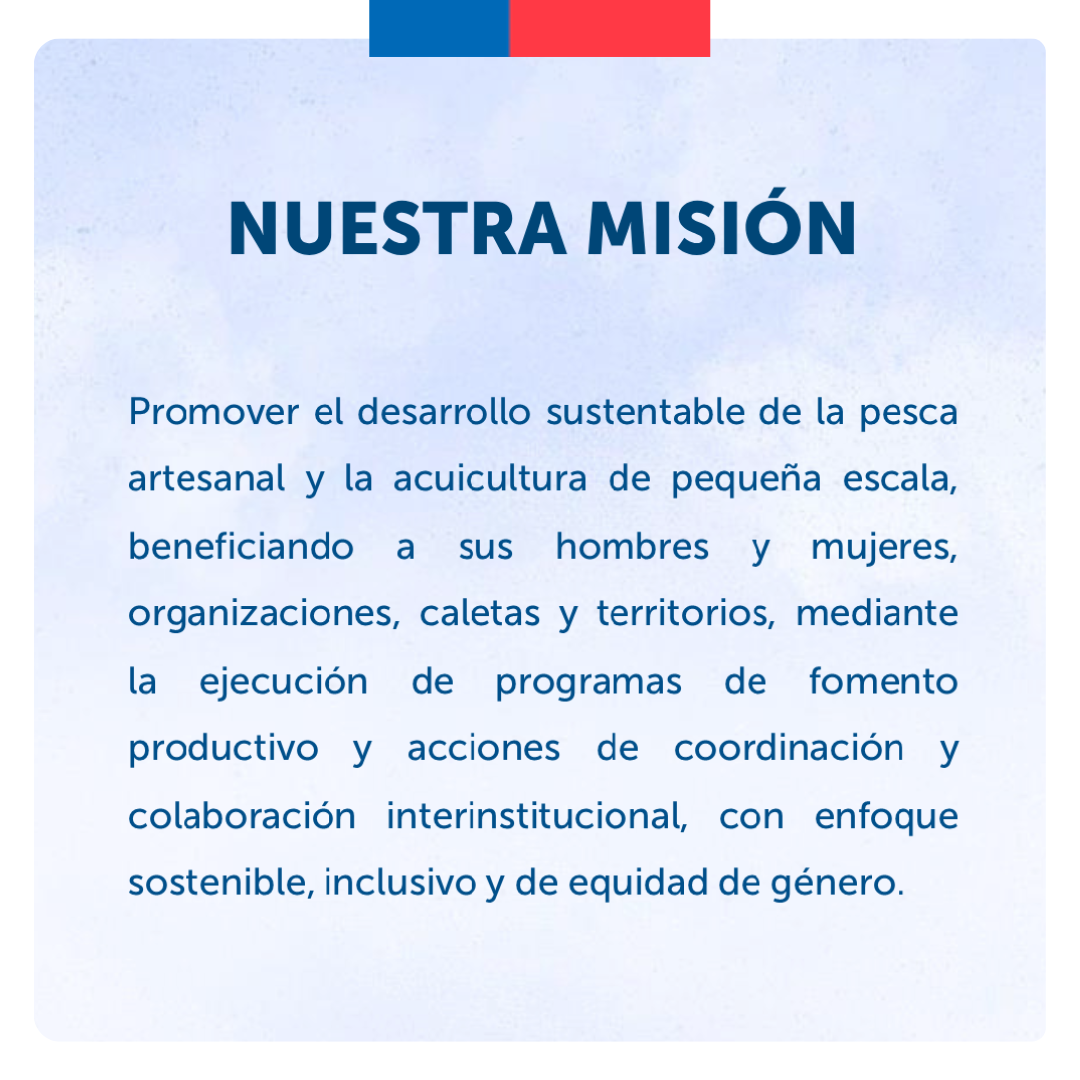 NUESTRA MISIÓN
Promover el desarrollo sustentable de la pesca
artesanal y la acuicultura de pequeña escala,
beneficiando a sus hombres y mujeres,
organizaciones, caletas y territorios, mediante
la ejecución de programas de fomento
productivo y acciones de coordinación y
colaboración interinstitucional, con enfoque
sostenible, inclusivo y de equidad de género.